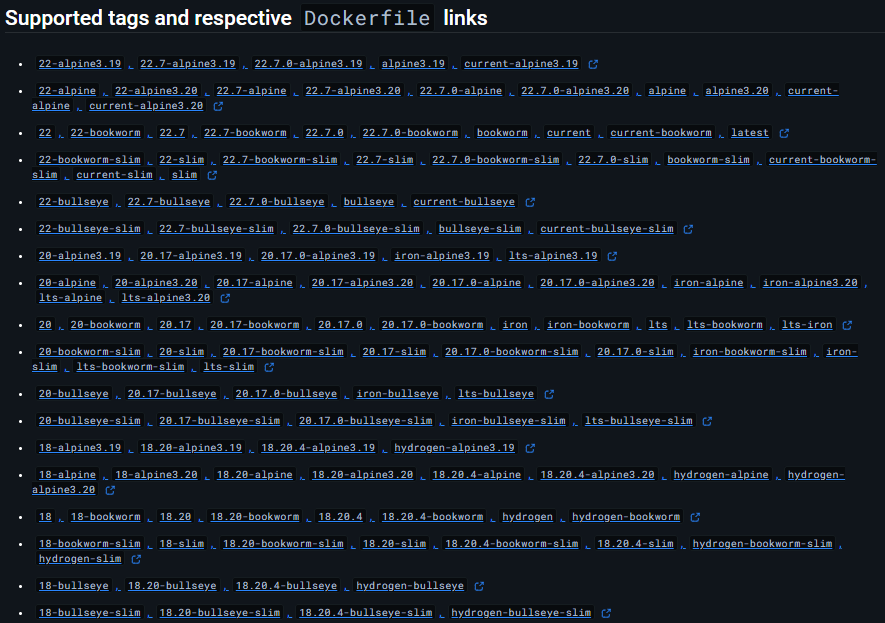 Supported tags and respective Dockerfile links
22-alpine3.19 , 22.7-alpine3.19 , 22.7.0-alpine3.19 , alpine3.19 , current-alpine3.19
22-alpine , 22-alpine3.20 , 22.7-alpine , 22.7-alpine3.20 , 22.7.0-alpine , 22.7.0-alpine3.20 , alpine , alpine3.20 , current-
alpine , current-alpine3.20
22 , 22-bookworm , 22.7 , 22.7-bookworm , 22.7.0 , 22.7.0-bookworm , bookworm , current , current-bookworm , latest
22-bookworm-slim , 22-slim , 22.7-bookworm-slim , 22.7-slim , 22.7.0-bookworm-slim , 22.7.0-slim , bookworm-slim , current-bookworm-
slim , current-slim , slim
22-bullseye , 22.7-bullseye , 22.7.0-bullseye , bullseye , current-bullseye
22-bullseye-slim , 22.7-bullseye-slim , 22.7.0-bullseye-slim , bullseye-slim , current-bullseye-slim
20-alpine3.19 , 20.17-alpine3.19 , 20.17.0-alpine3.19 , iron-alpine3.19 , lts-alpine3.19
20-alpine , 20-alpine3.20 , 20.17-alpine , 20.17-alpine3.20 , 20.17.0-alpine , 20.17.0-alpine3.20 , iron-alpine , iron-alpine3.20 ,
lts-alpine , lts-alpine3.20
20 , 20-bookworm , 20.17 , 20.17-bookworm , 20.17.0 , 20.17.0-bookworm , iron , iron-bookworm , lts , lts-bookworm , lts-iron
20-bookworm-slim , 20-slim , 20.17-bookworm-slim , 20.17-slim , 20.17.0-bookworm-slim , 20.17.0-slim , iron-bookworm-slim , iron-
slim , lts-bookworm-slim , lts-slim
20-bullseye , 20.17-bullseye , 20.17.0-bullseye , iron-bullseye , lts-bullseye
20-bullseye-slim , 20.17-bullseye-slim , 20.17.0-bullseye-slim , iron-bullseye-slim , lts-bullseye-slim
18-alpine3.19 , 18.20-alpine3.19 , 18.20.4-alpine3.19 , hydrogen-alpine3.19
18-alpine , 18-alpine3.20 , 18.20-alpine , 18.20-alpine3.20 , 18.20.4-alpine , 18.20.4-alpine3.20 , hydrogen-alpine , hydrogen-
alpine3.20
18 , 18-bookworm , 18.20 , 18.20-bookworm , 18.20.4 , 18.20.4-bookworm , hydrogen , hydrogen-bookworm
18-bookworm-slim , 18-slim , 18.20-bookworm-slim , 18.20-slim , 18.20.4-bookworm-slim , 18.20.4-slim , hydrogen-bookworm-slim ,
hydrogen-slim
18-bullseye , 18.20-bullseye , 18.20.4-bullseye , hydrogen-bullseye
18-bullseye-slim , 18.20-bullseye-slim , 18.20.4-bullseye-slim , hydrogen-bullseye-slim